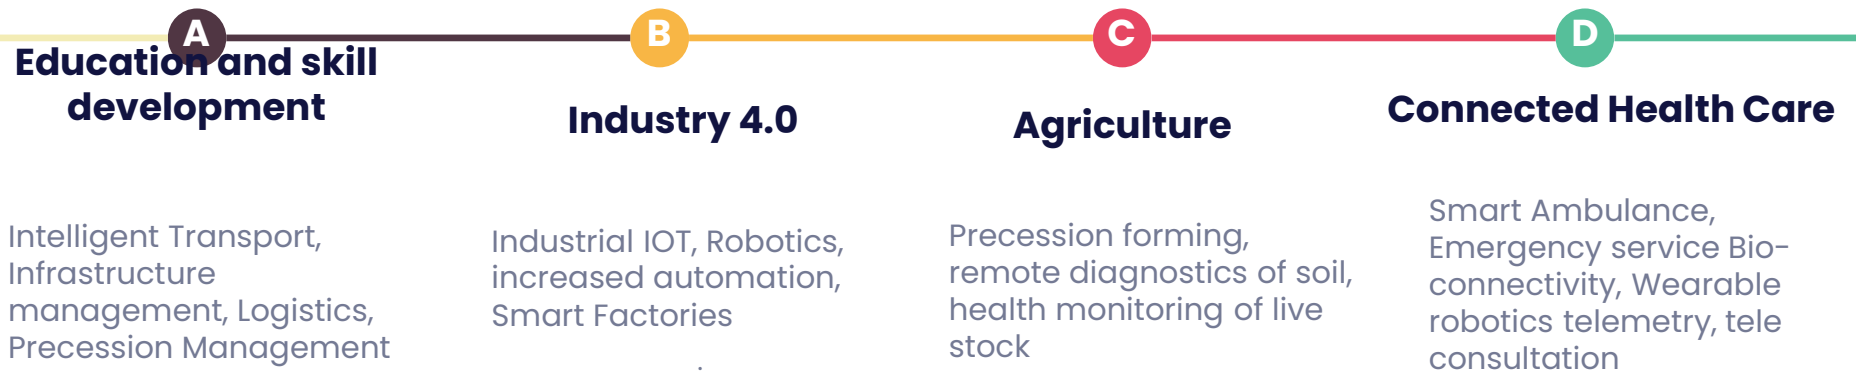 A
Education and skill
development
Intelligent Transport,
Infrastructure
management, Logistics,
Precession Management
B
Industry 4.0
Industrial IOT, Robotics,
increased automation,
Smart Factories
.
C
Agriculture
Precession forming,
remote diagnostics of soil,
health monitoring of live
stock
D
Connected Health Care
Smart Ambulance,
Emergency service Bio-
connectivity, Wearable
robotics telemetry, tele
consultation